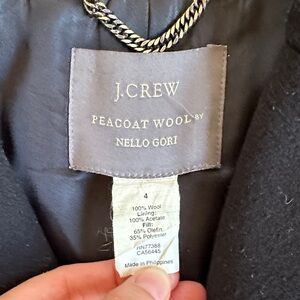 J.CREW
PEACOAT WOOL BY
NELLO GORI
4
100% Wool
Lining:
100% Acetate
Fill:
65% Olefin
35% Polyester
RN77388
CA56445
Made in Philippines